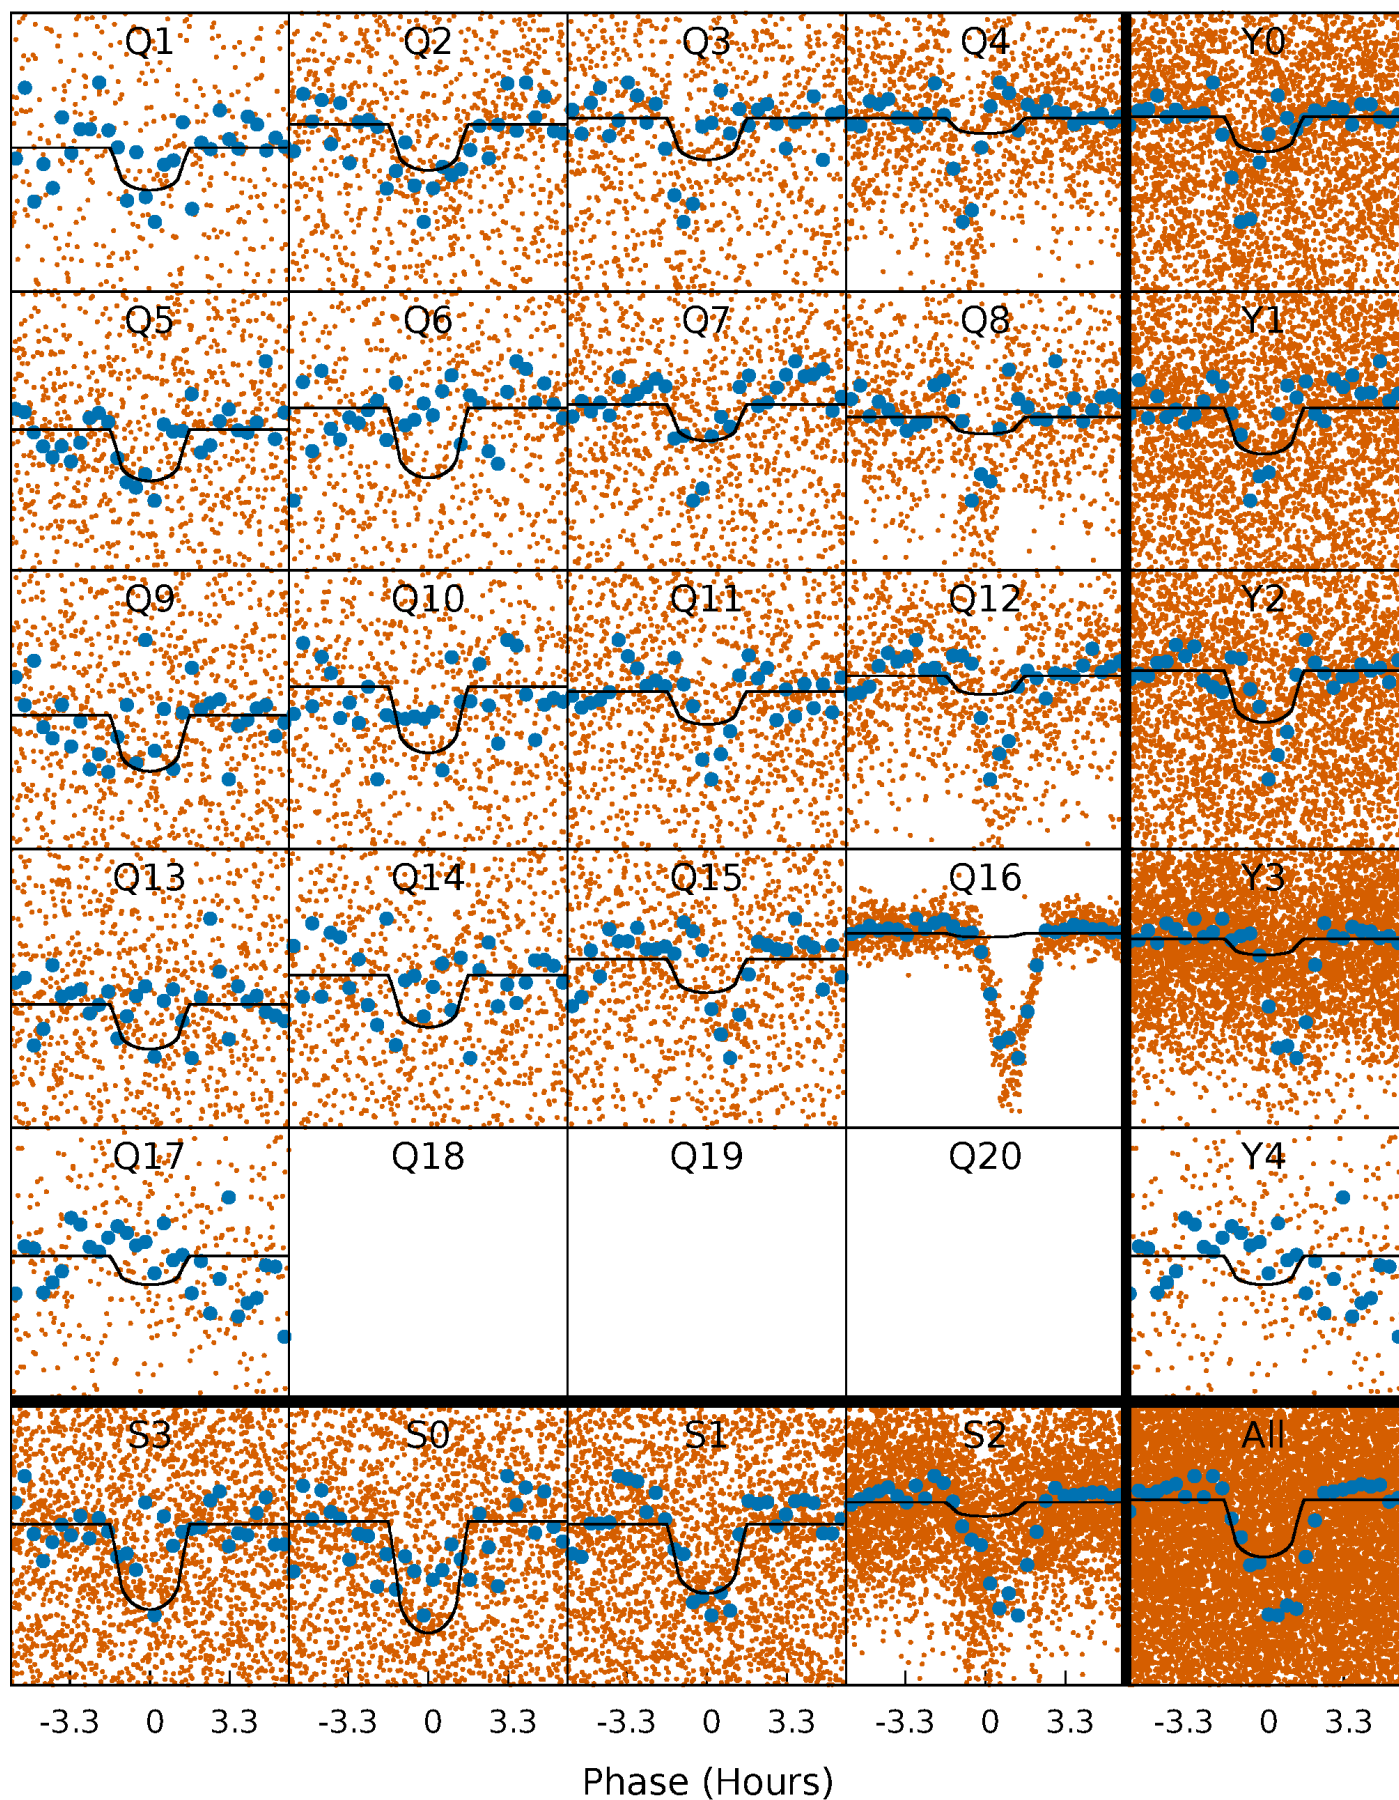 Q1 Q2 Q3 Q4 Y0
Q5 Q6 Q7 Q8 Y1
Q9 Q10 Q11 Q12 Y2
Q13 Q14 Q15 Q16 Y3
Q17 Q18 Q19 Q20 Y4
S3 S0 S1 S2 All
-3.3 0 3.3 -3.3 0 3.3 -3.3 0 3.3 -3.3 0 3.3 -3.3 0 3.3
Phase (Hours)